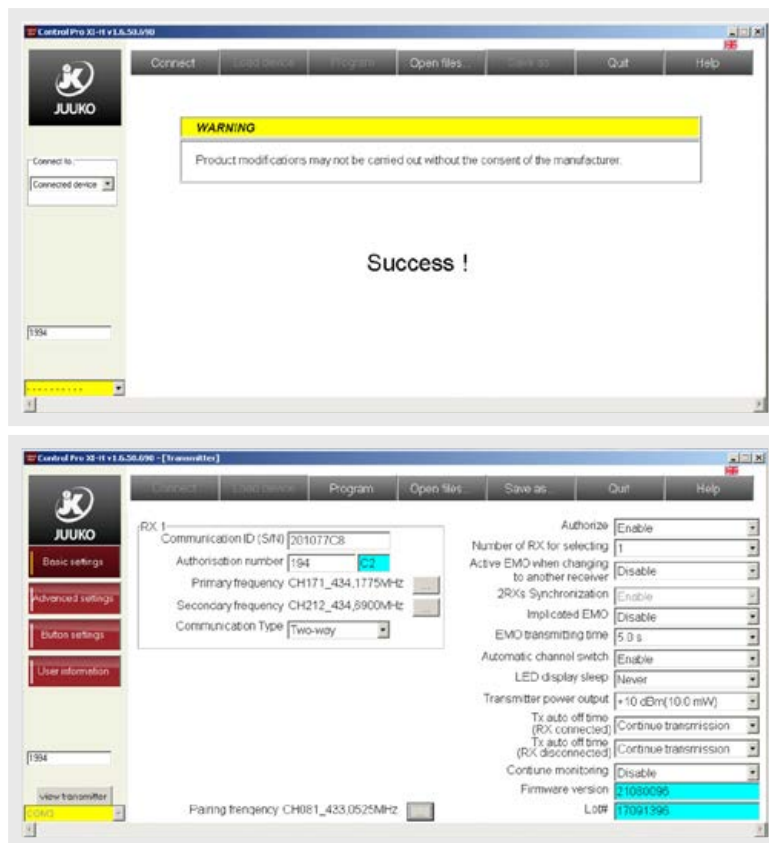 Control Pro XI-H v1.6.50.690
Connect Load device Program Open files... Save as... Quit Help
JUUKO
WARNING
Product modifications may not be carried out without the consent of the manufacturer.
Connect to..
Connected device
Success !
1994
Control Pro XI-H v1.6.50.690 - [Transmitter]
Connect Load device Program Open files... Save as... Quit Help
JUUKO
Basic settings
Advanced settings
Button settings
User information
1994
view transmitter
COM3
RX 1
Communication ID (S/N) 201077C8
Authorisation number 194 C2
Primary frequency CH171_434,1775MHz ...
Secondary frequency CH212_434,6900MHz ...
Communication Type Two-way
Pairing frengency CH081_433,0525MHz
Authorize Enable
Number of RX for selecting 1
Active EMO when changing
to another receiver Disable
2RXs Synchronization Enable
Implicated EMO Disable
EMO transmitting time 5.0 s
Automatic channel switch Enable
LED display sleep Never
Transmitter power output +10 dBm(10.0 mW)
Tx auto off time
(RX connected) Continue transmission
Tx auto off time
(RX disconnected) Continue transmission
Contiune monitoring Disable
Firmware version 21080096
Lot# 17091396